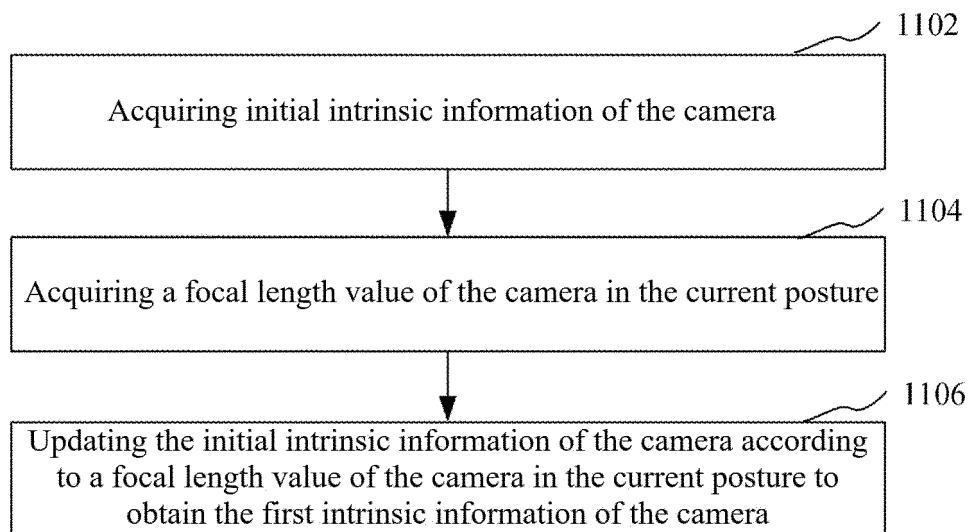 1102
Acquiring initial intrinsic information of the camera
1104
Acquiring a focal length value of the camera in the current posture
1106
Updating the initial intrinsic information of the camera according
to a focal length value of the camera in the current posture to
obtain the first intrinsic information of the camera